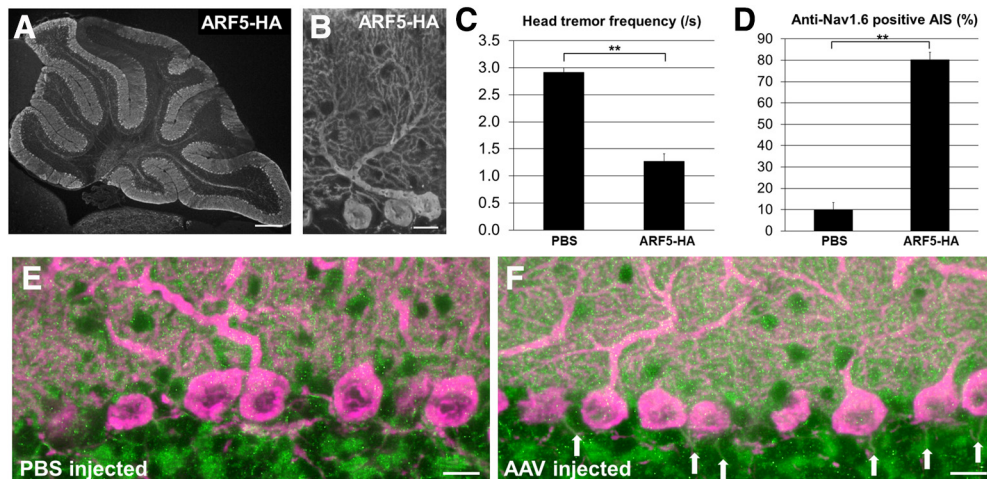 A
ARF5-HA
B
ARF5-HA
C
Head tremor frequency (/s)
3.5
3.0
2.5
2.0
1.5
1.0
0.5
0.0
**
PBS
ARF5-HA
D
Anti-Nav1.6 positive AIS (%)
90
80
70
60
50
40
30
20
10
0
**
PBS
ARF5-HA
E
PBS injected
F
AAV injected